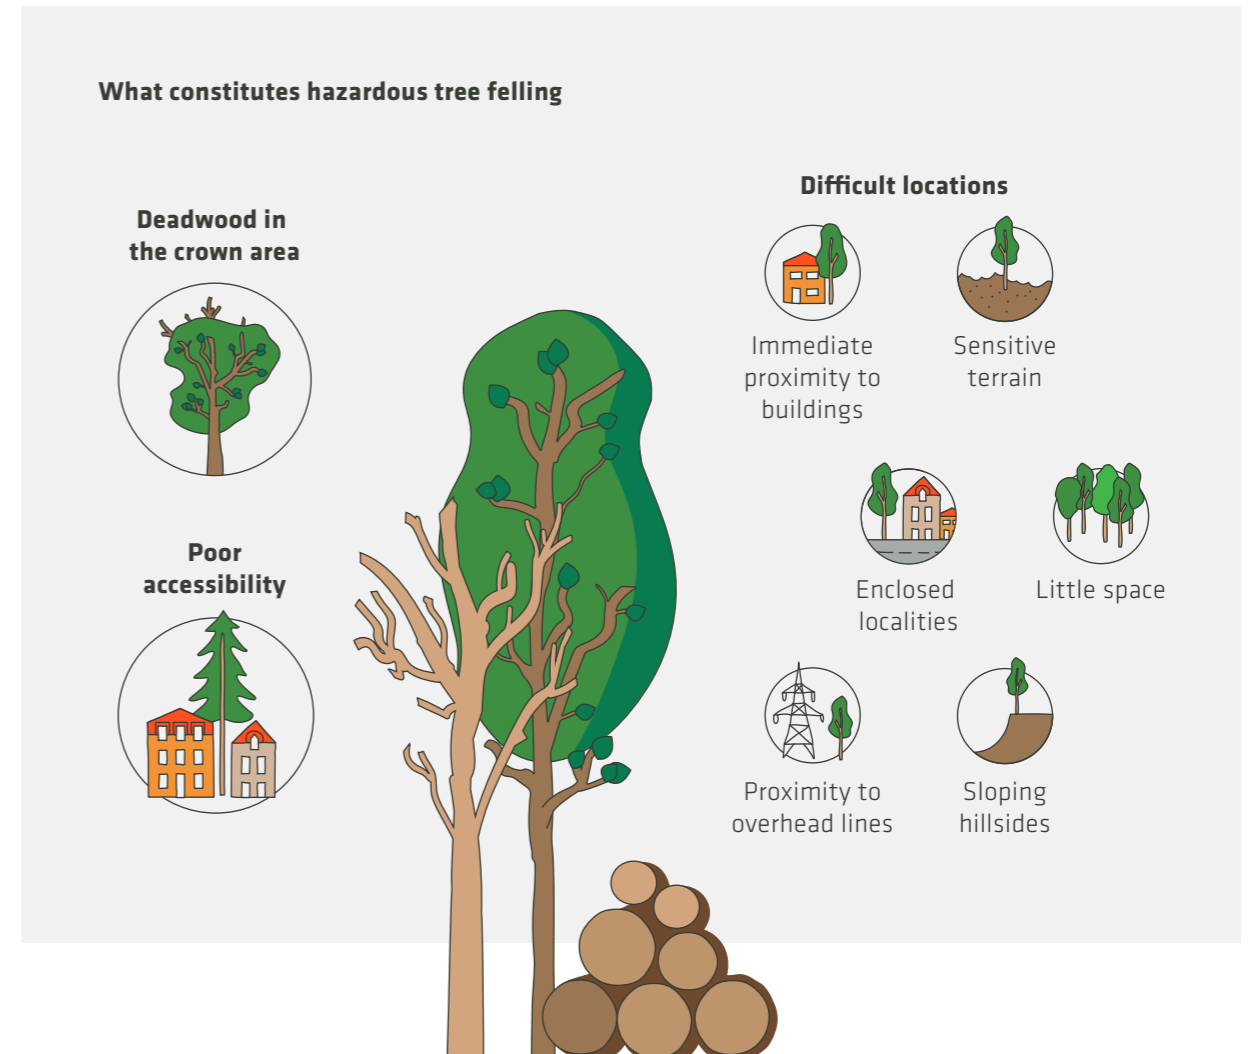 What constitutes hazardous tree felling
Deadwood in
the crown area
Poor
accessibility
Difficult locations
Immediate
proximity to
buildings
Sensitive
terrain
Enclosed
localities
Little space
Proximity to
overhead lines
Sloping
hillsides